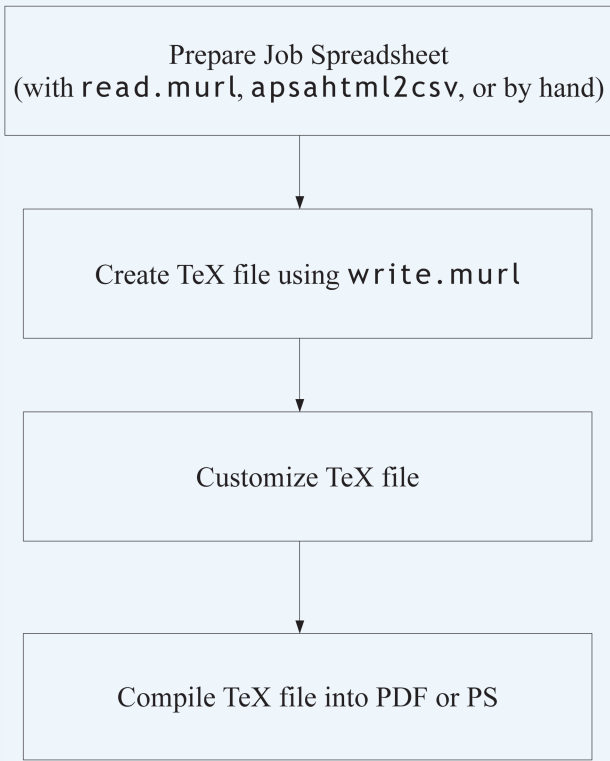 Prepare Job Spreadsheet
(with read.murl, apsahtml2csv, or by hand)
Create TeX file using write.murl
Customize TeX file
Compile TeX file into PDF or PS